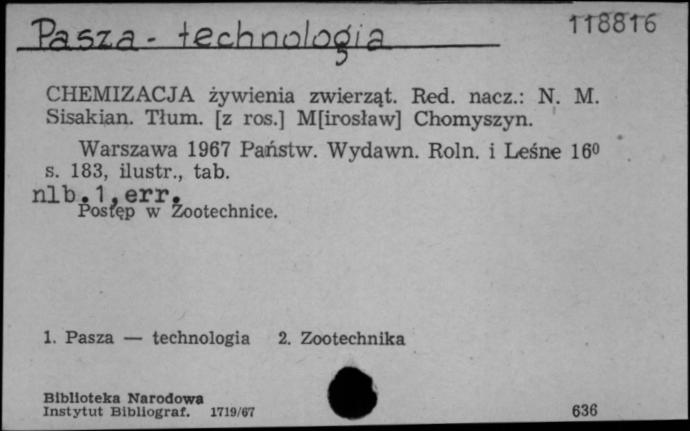 Pasza - technologia 118816
CHEMIZACJA żywienia zwierząt. Red. nacz.: N. M.
Sisakian. Tłum. [z ros.] M[irosław] Chomyszyn.
Warszawa 1967 Państw. Wydawn. Roln. i Leśne 16⁰
s. 183, ilustr., tab.
nlb.1,err.
Postęp w Zootechnice.
1. Pasza — technologia 2. Zootechnika
Biblioteka Narodowa
Instytut Bibliograf. 1719/67 636